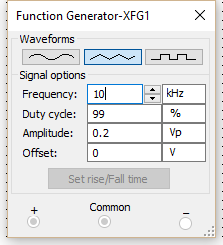 Function Generator-XFG1
Waveforms
Signal options
Frequency: 10 kHz
Duty cycle: 99 %
Amplitude: 0.2 Vp
Offset: 0 V
Set rise/Fall time
+ Common −